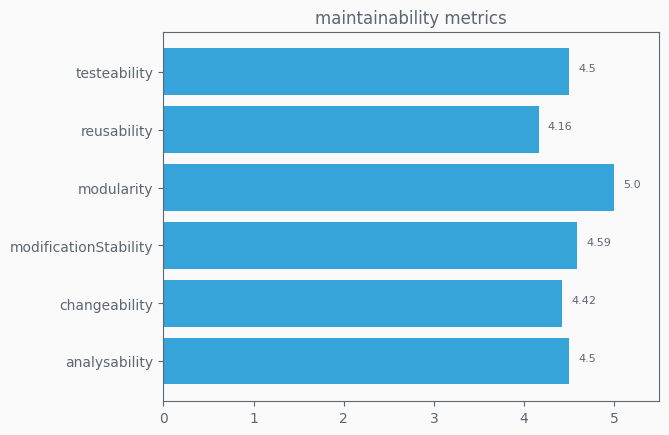 maintainability metrics
testeability
4.5
reusability
4.16
modularity
5.0
modificationStability
4.59
changeability
4.42
analysability
4.5
0 1 2 3 4 5